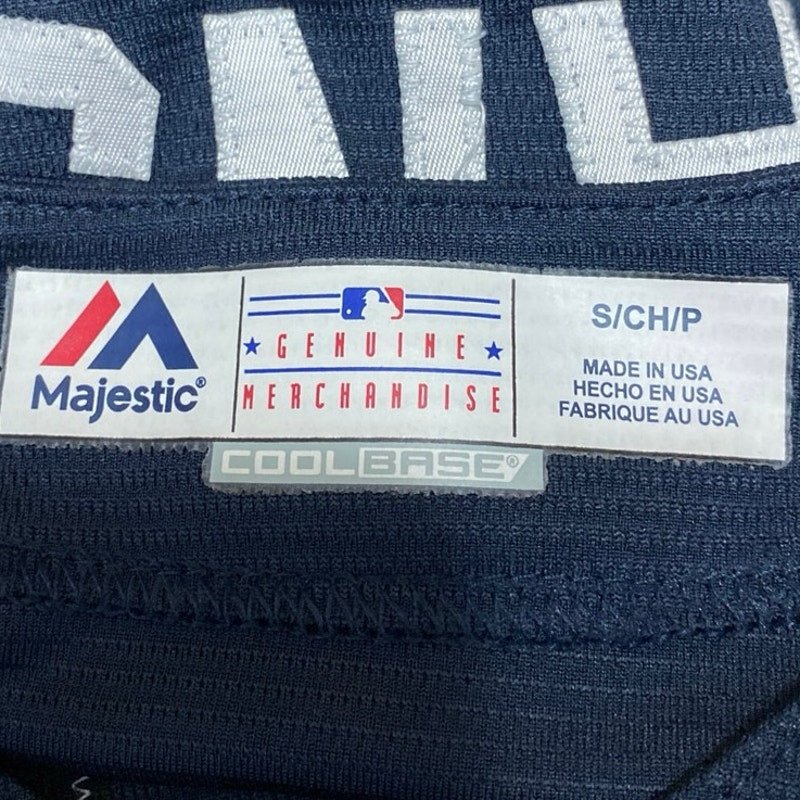 Majestic®
GENUINE
MERCHANDISE
S/CH/P
MADE IN USA
HECHO EN USA
FABRIQUE AU USA
COOLBASE®